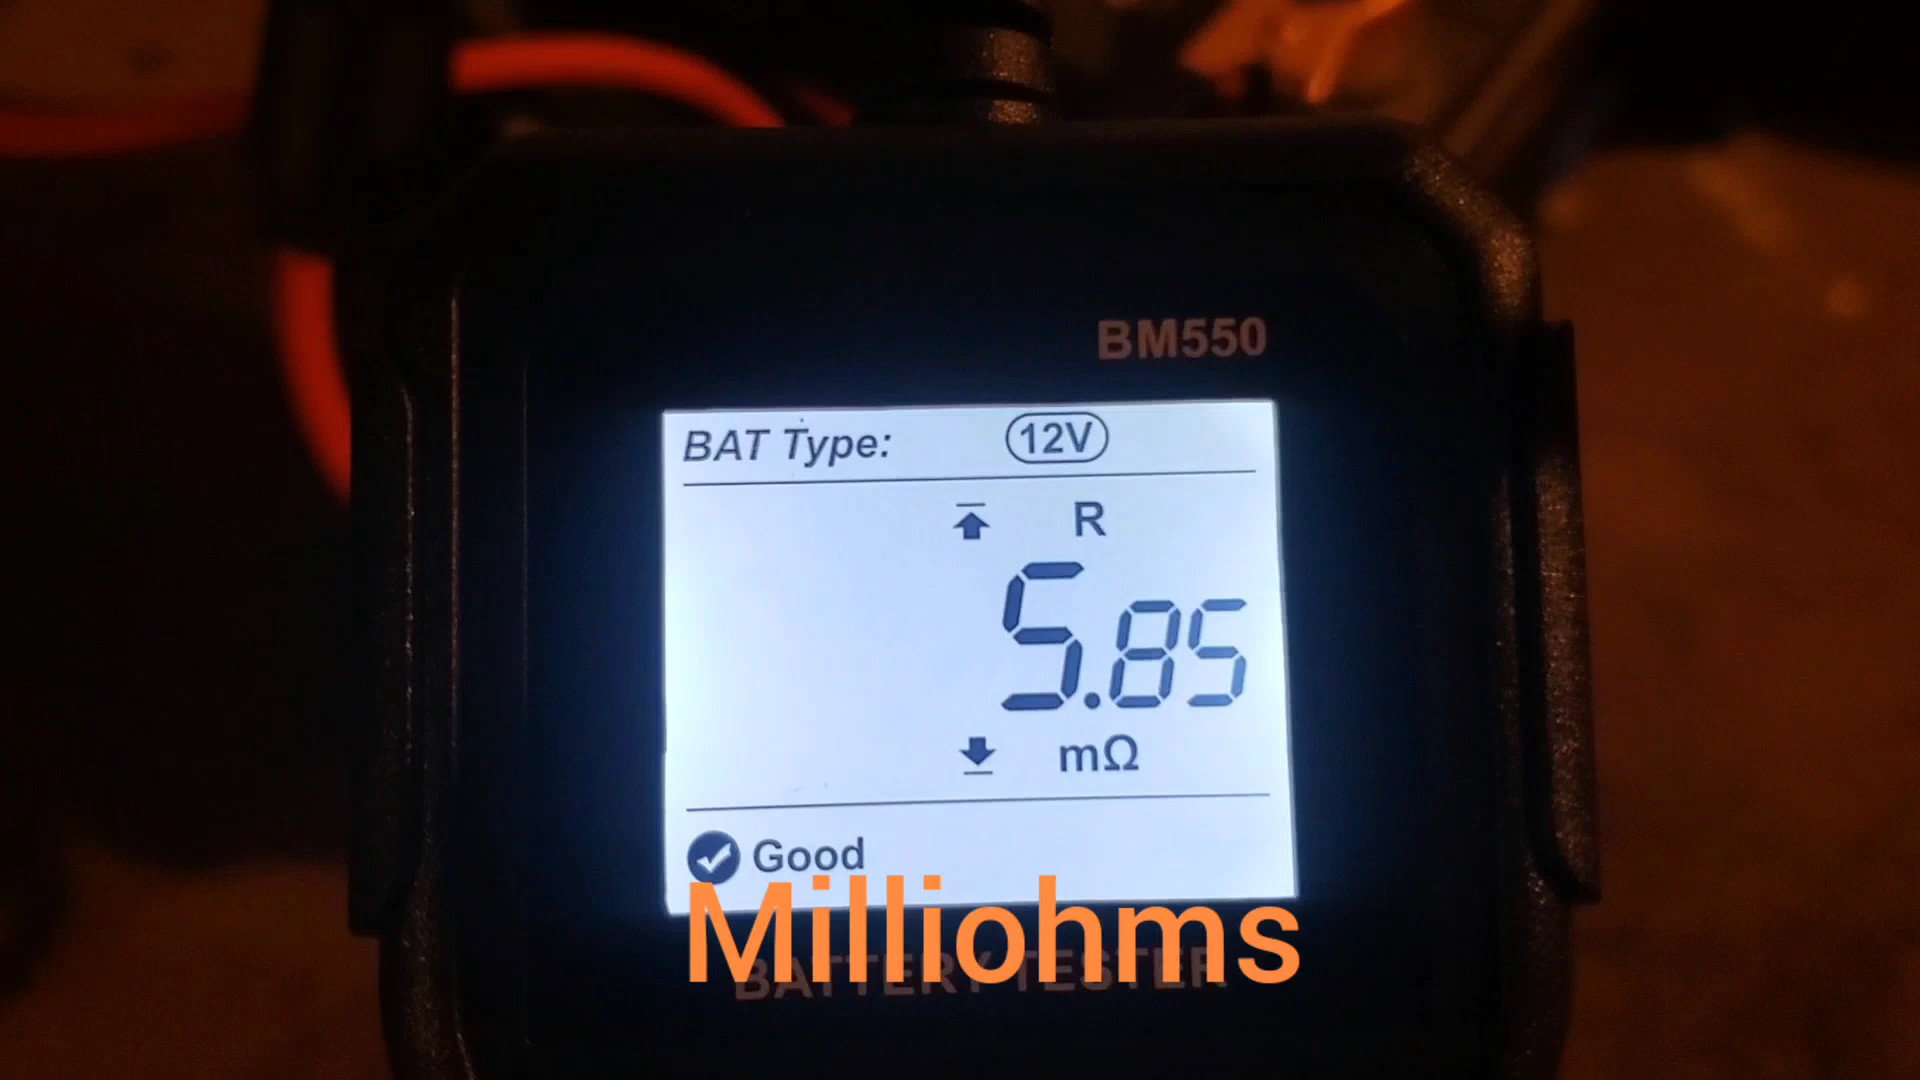 BM550
BAT Type: 12V
R
5.85
mΩ
Good
Milliohms
BATTERY TESTER